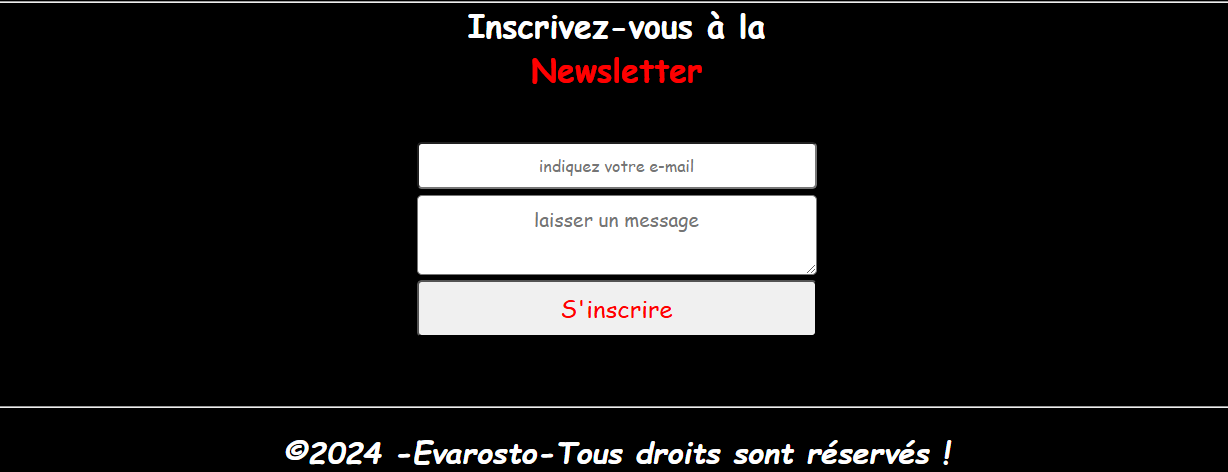 Inscrivez-vous à la
Newsletter
indiquez votre e-mail
laisser un message
S'inscrire
©2024 -Evarosto-Tous droits sont réservés !